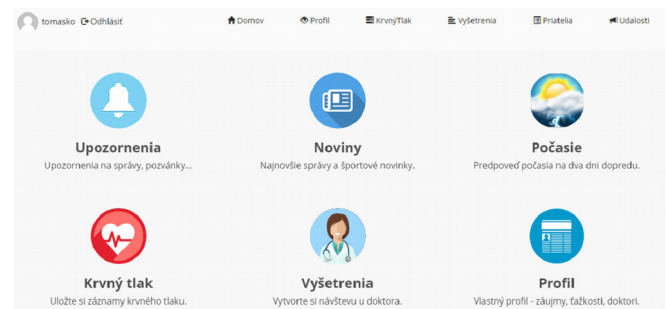 tomasko Odhlásiť Domov Profil KrvnýTlak Vyšetrenia Priatelia Udalosti
Upozornenia Noviny Počasie
Upozornenia na správy, pozvánky... Najnovšie správy a športové novinky. Predpoveď počasia na dva dni dopredu.
Krvný tlak Vyšetrenia Profil
Uložte si záznamy krvného tlaku. Vytvorte si návštevu u doktora. Vlastný profil - záujmy, ťažkosti, doktori.